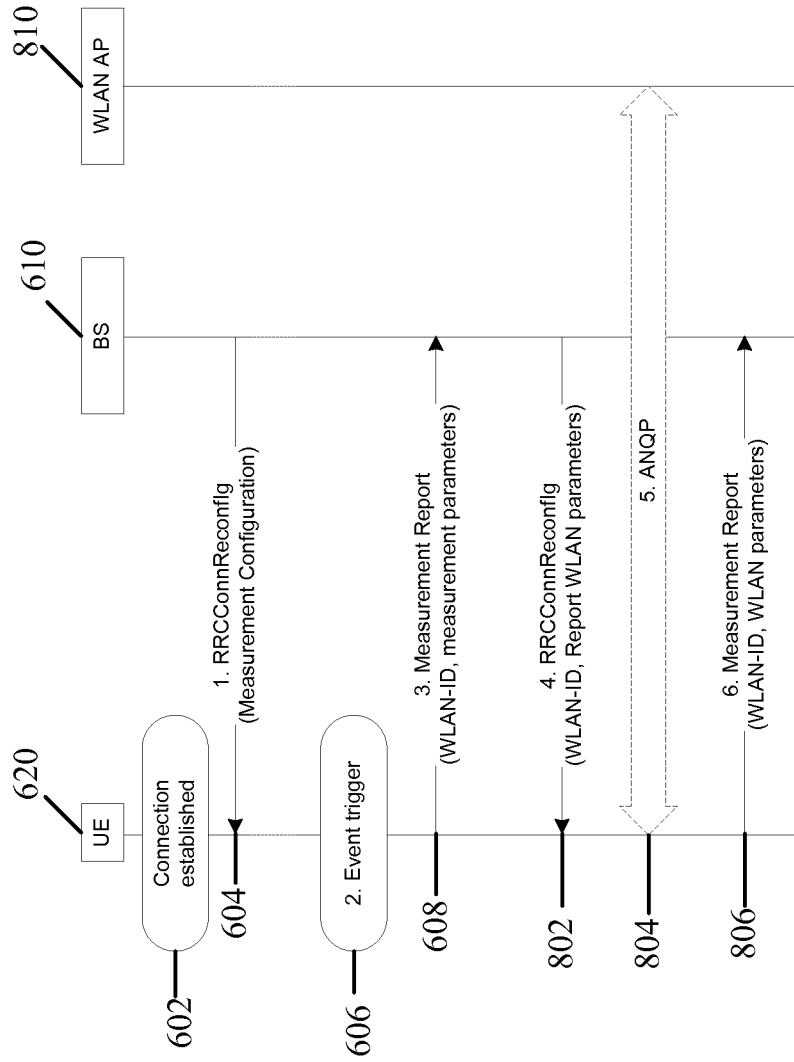 620
610
810
UE
BS
WLAN AP
602
Connection
established
604
1. RRCConnReconfIg
(Measurement Configuration)
606
2. Event trigger
608
3. Measurement Report
(WLAN-ID, measurement parameters)
802
4. RRCConnReconfIg
(WLAN-ID, Report WLAN parameters)
804
5. ANQP
806
6. Measurement Report
(WLAN-ID, WLAN parameters)